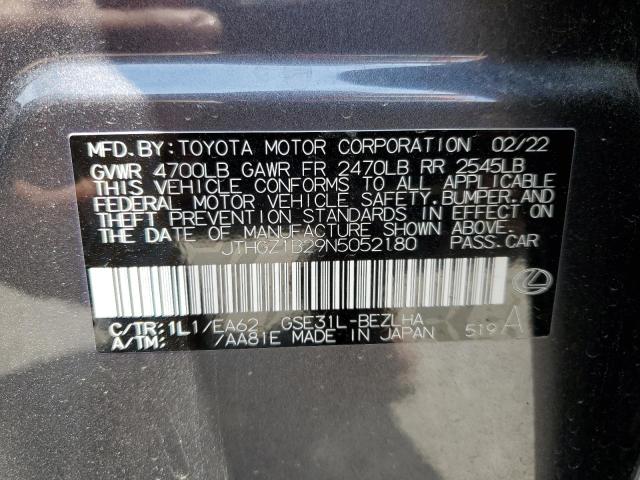 MFD.BY: TOYOTA MOTOR CORPORATION 02/22
GVWR 4700LB GAWR FR 2470LB RR 2545LB
THIS VEHICLE CONFORMS TO ALL APPLICABLE
FEDERAL MOTOR VEHICLE SAFETY,BUMPER,AND
THEFT PREVENTION STANDARDS IN EFFECT ON
THE DATE OF MANUFACTURE SHOWN ABOVE.
JTHGZ1B29N5052180 PASS.CAR
C/TR:1L1/EA62 GSE31L-BEZLHA
A/TM: /AA81E MADE IN JAPAN 519 A